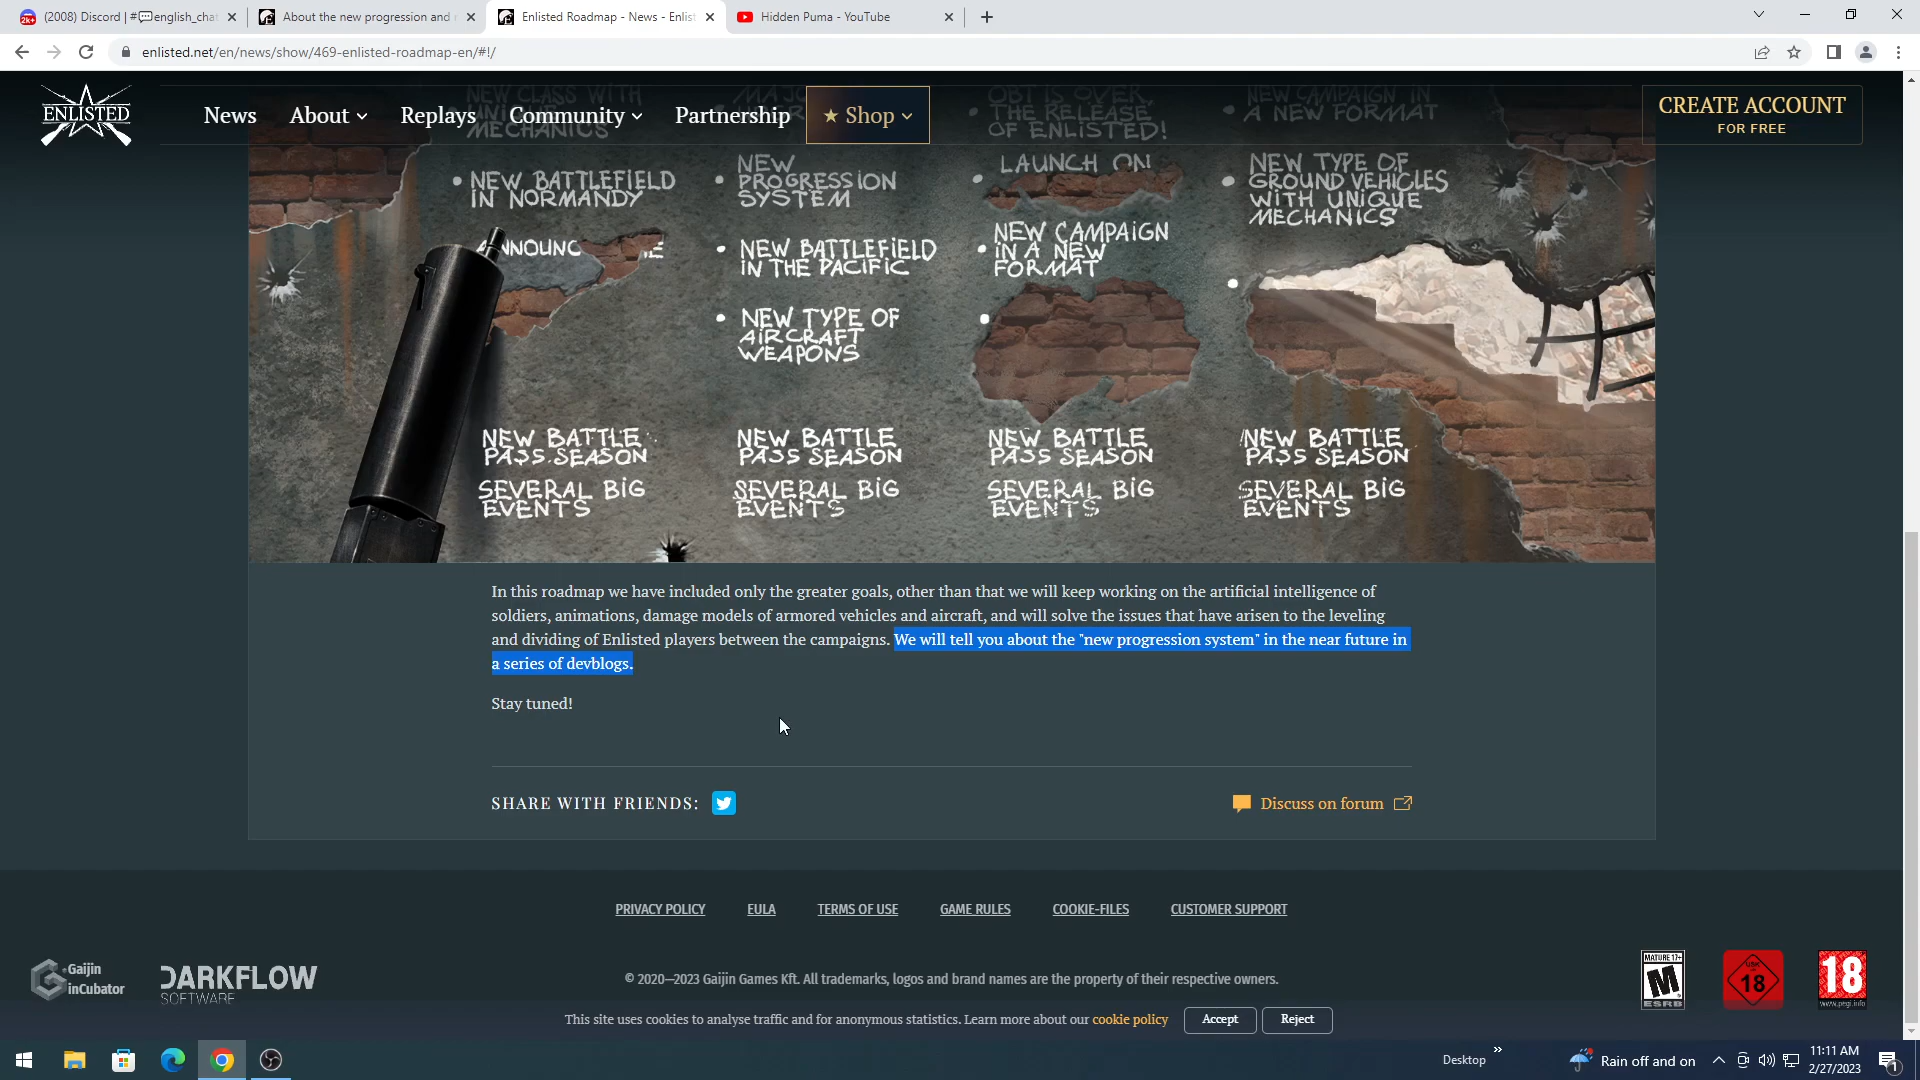 (2008) Discord | #💬english_chat
About the new progression and
Enlisted Roadmap - News - Enlis
Hidden Puma - YouTube
enlisted.net/en/news/show/469-enlisted-roadmap-en/#!/
ENLISTED
News
About
Replays
Community
Partnership
★ Shop
CREATE ACCOUNT
FOR FREE
NEW CLASS WITH
MECHANICS
• NEW BATTLEFIELD
IN NORMANDY
• NEW
PROGRESSION
SYSTEM
• NEW BATTLEFIELD
IN THE PACIFIC
• NEW TYPE OF
AIRCRAFT
WEAPONS
• OBT IS OVER.
THE RELEASE
OF ENLISTED!
• LAUNCH ON
• NEW CAMPAIGN
IN A NEW
FORMAT
• NEW CAMPAIGN IN
A NEW FORMAT
• NEW TYPE OF
GROUND VEHICLES
WITH UNIQUE
MECHANICS
NEW BATTLE
PASS SEASON
SEVERAL BIG
EVENTS
NEW BATTLE
PASS SEASON
SEVERAL BIG
EVENTS
NEW BATTLE
PASS SEASON
SEVERAL BIG
EVENTS
NEW BATTLE
PASS SEASON
SEVERAL BIG
EVENTS
In this roadmap we have included only the greater goals, other than that we will keep working on the artificial intelligence of
soldiers, animations, damage models of armored vehicles and aircraft, and will solve the issues that have arisen to the leveling
and dividing of Enlisted players between the campaigns. We will tell you about the "new progression system" in the near future in
a series of devblogs.
Stay tuned!
SHARE WITH FRIENDS:
Discuss on forum
PRIVACY POLICY
EULA
TERMS OF USE
GAME RULES
COOKIE-FILES
CUSTOMER SUPPORT
Gaijin
inCubator
DARKFLOW
SOFTWARE
© 2020—2023 Gaijin Games Kft. All trademarks, logos and brand names are the property of their respective owners.
MATURE 17+
M
ESRB
USK
18
18
www.pegi.info
This site uses cookies to analyse traffic and for anonymous statistics. Learn more about our cookie policy
Accept
Reject
Desktop
Rain off and on
11:11 AM
2/27/2023
1